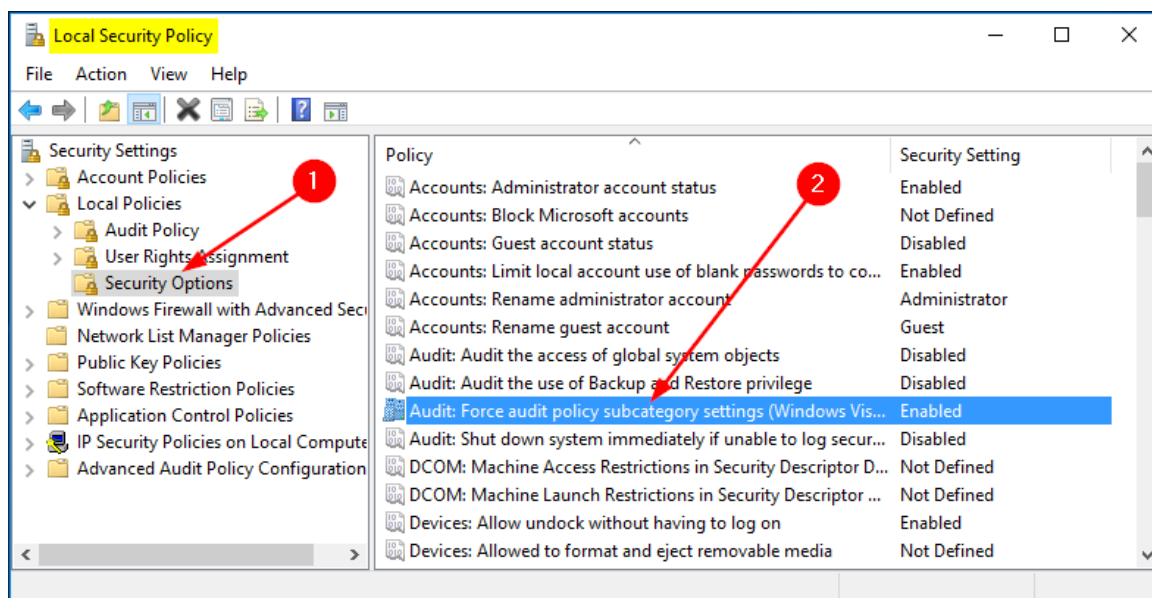 Local Security Policy
File Action View Help
Security Settings
Account Policies
Local Policies
Audit Policy
User Rights Assignment
Security Options
Windows Firewall with Advanced Secu
Network List Manager Policies
Public Key Policies
Software Restriction Policies
Application Control Policies
IP Security Policies on Local Compute
Advanced Audit Policy Configuration
1
2
Policy Security Setting
Accounts: Administrator account status Enabled
Accounts: Block Microsoft accounts Not Defined
Accounts: Guest account status Disabled
Accounts: Limit local account use of blank passwords to co... Enabled
Accounts: Rename administrator account Administrator
Accounts: Rename guest account Guest
Audit: Audit the access of global system objects Disabled
Audit: Audit the use of Backup and Restore privilege Disabled
Audit: Force audit policy subcategory settings (Windows Vis... Enabled
Audit: Shut down system immediately if unable to log secur... Disabled
DCOM: Machine Access Restrictions in Security Descriptor D... Not Defined
DCOM: Machine Launch Restrictions in Security Descriptor ... Not Defined
Devices: Allow undock without having to log on Enabled
Devices: Allowed to format and eject removable media Not Defined